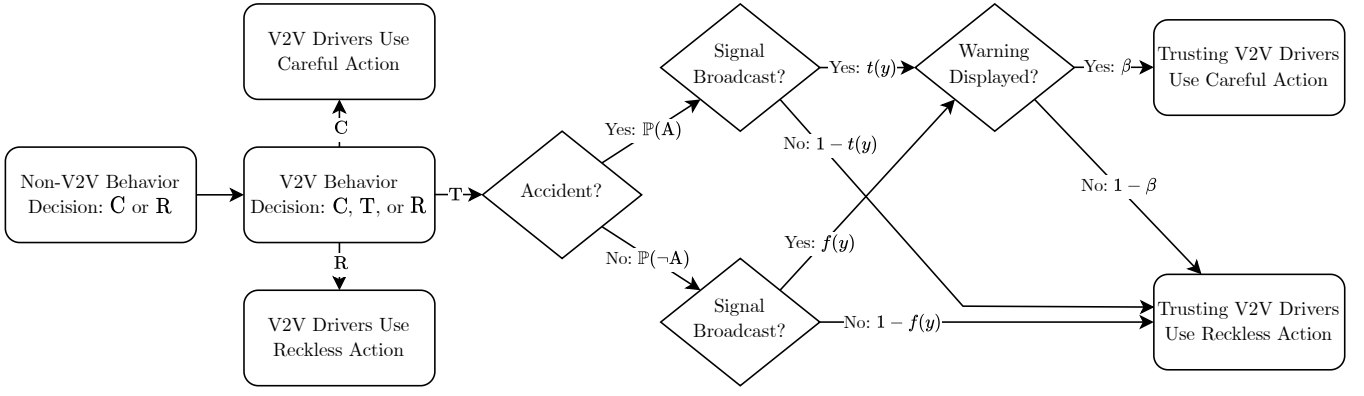 Non-V2V Behavior
Decision: C or R
V2V Drivers Use
Careful Action
C
V2V Behavior
Decision: C, T, or R
R
V2V Drivers Use
Reckless Action
T
Accident?
Yes: ℙ(A)
No: ℙ(¬A)
Signal
Broadcast?
Yes: t(y)
No: 1 − t(y)
Signal
Broadcast?
Yes: f(y)
No: 1 − f(y)
Warning
Displayed?
Yes: β
No: 1 − β
Trusting V2V Drivers
Use Careful Action
Trusting V2V Drivers
Use Reckless Action